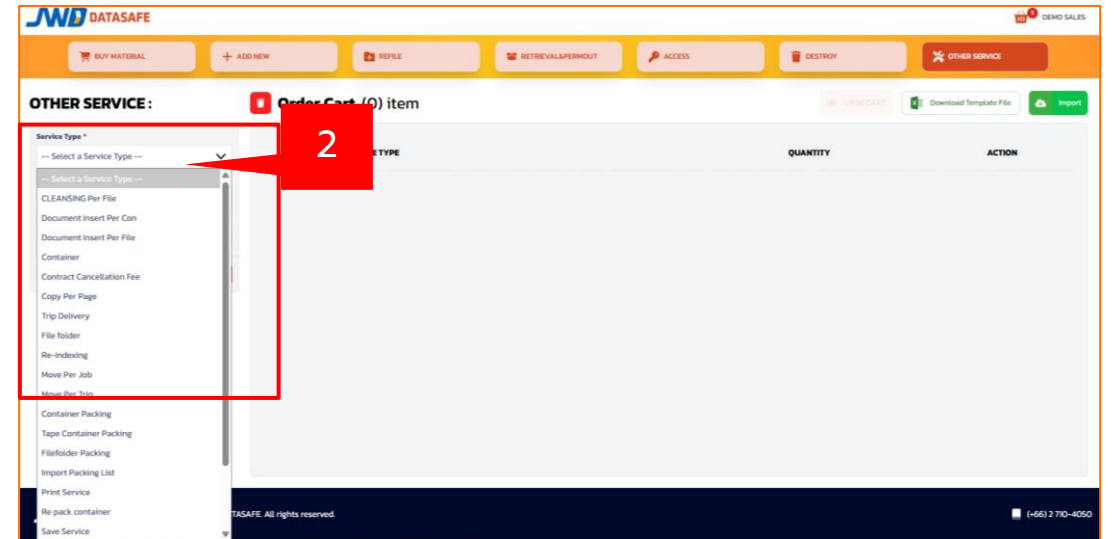 JWD DATASAFE
0 DEMO SALES
BUY MATERIAL
+ ADD NEW
REFILE
RETRIEVAL&PERMOUT
ACCESS
DESTROY
OTHER SERVICE
OTHER SERVICE :
Order Cart (0) item
VIEW CART
Download Template File
Import
Service Type *
-- Select a Service Type --
2
E TYPE
QUANTITY
ACTION
-- Select a Service Type --
CLEANSING Per File
Document Insert Per Con
Document Insert Per File
Container
Contract Cancellation Fee
Copy Per Page
Trip Delivery
File folder
Re-indexing
Move Per Job
Move Per Trip
Container Packing
Tape Container Packing
Filefolder Packing
Import Packing List
Print Service
Re pack container
Save Service
TASAFE. All rights reserved.
(+66) 2 710-4050